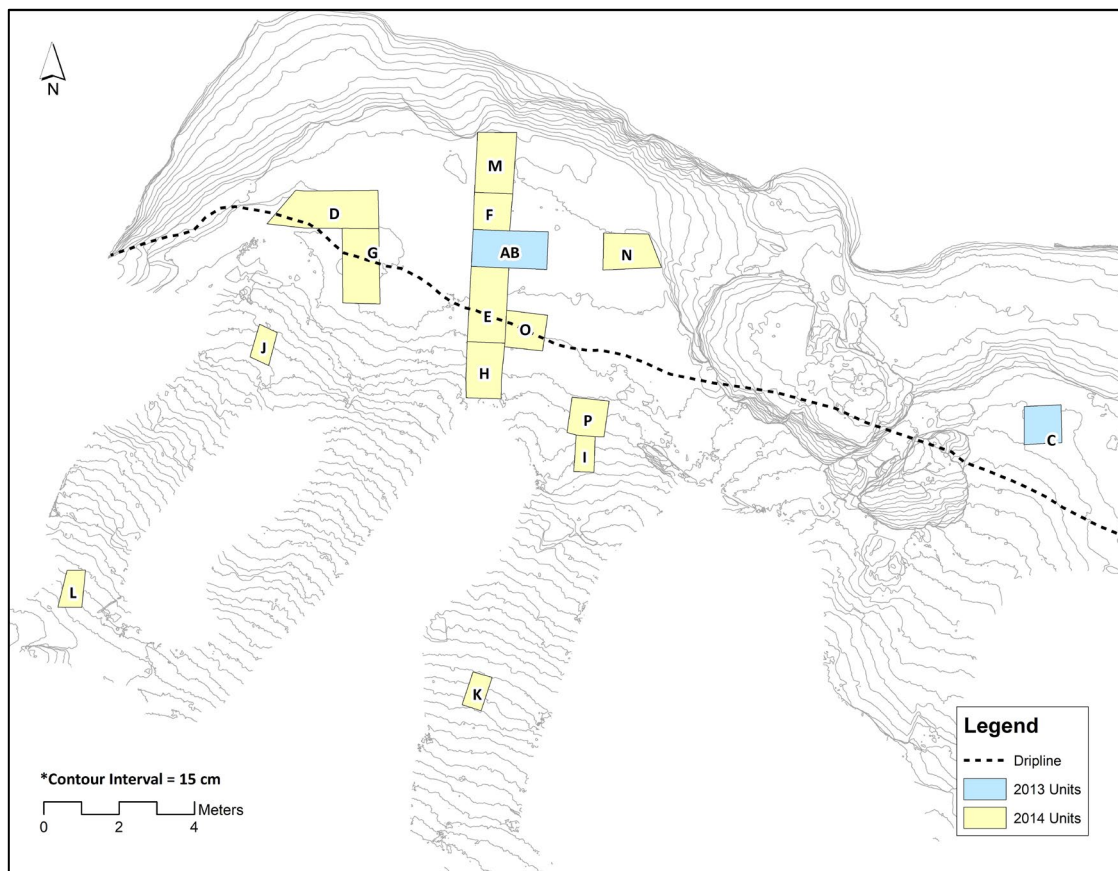 N
M
D
F
G
AB
N
E
O
J
H
P
C
I
L
K
*Contour Interval = 15 cm
Meters
0 2 4
Legend
Dripline
2013 Units
2014 Units